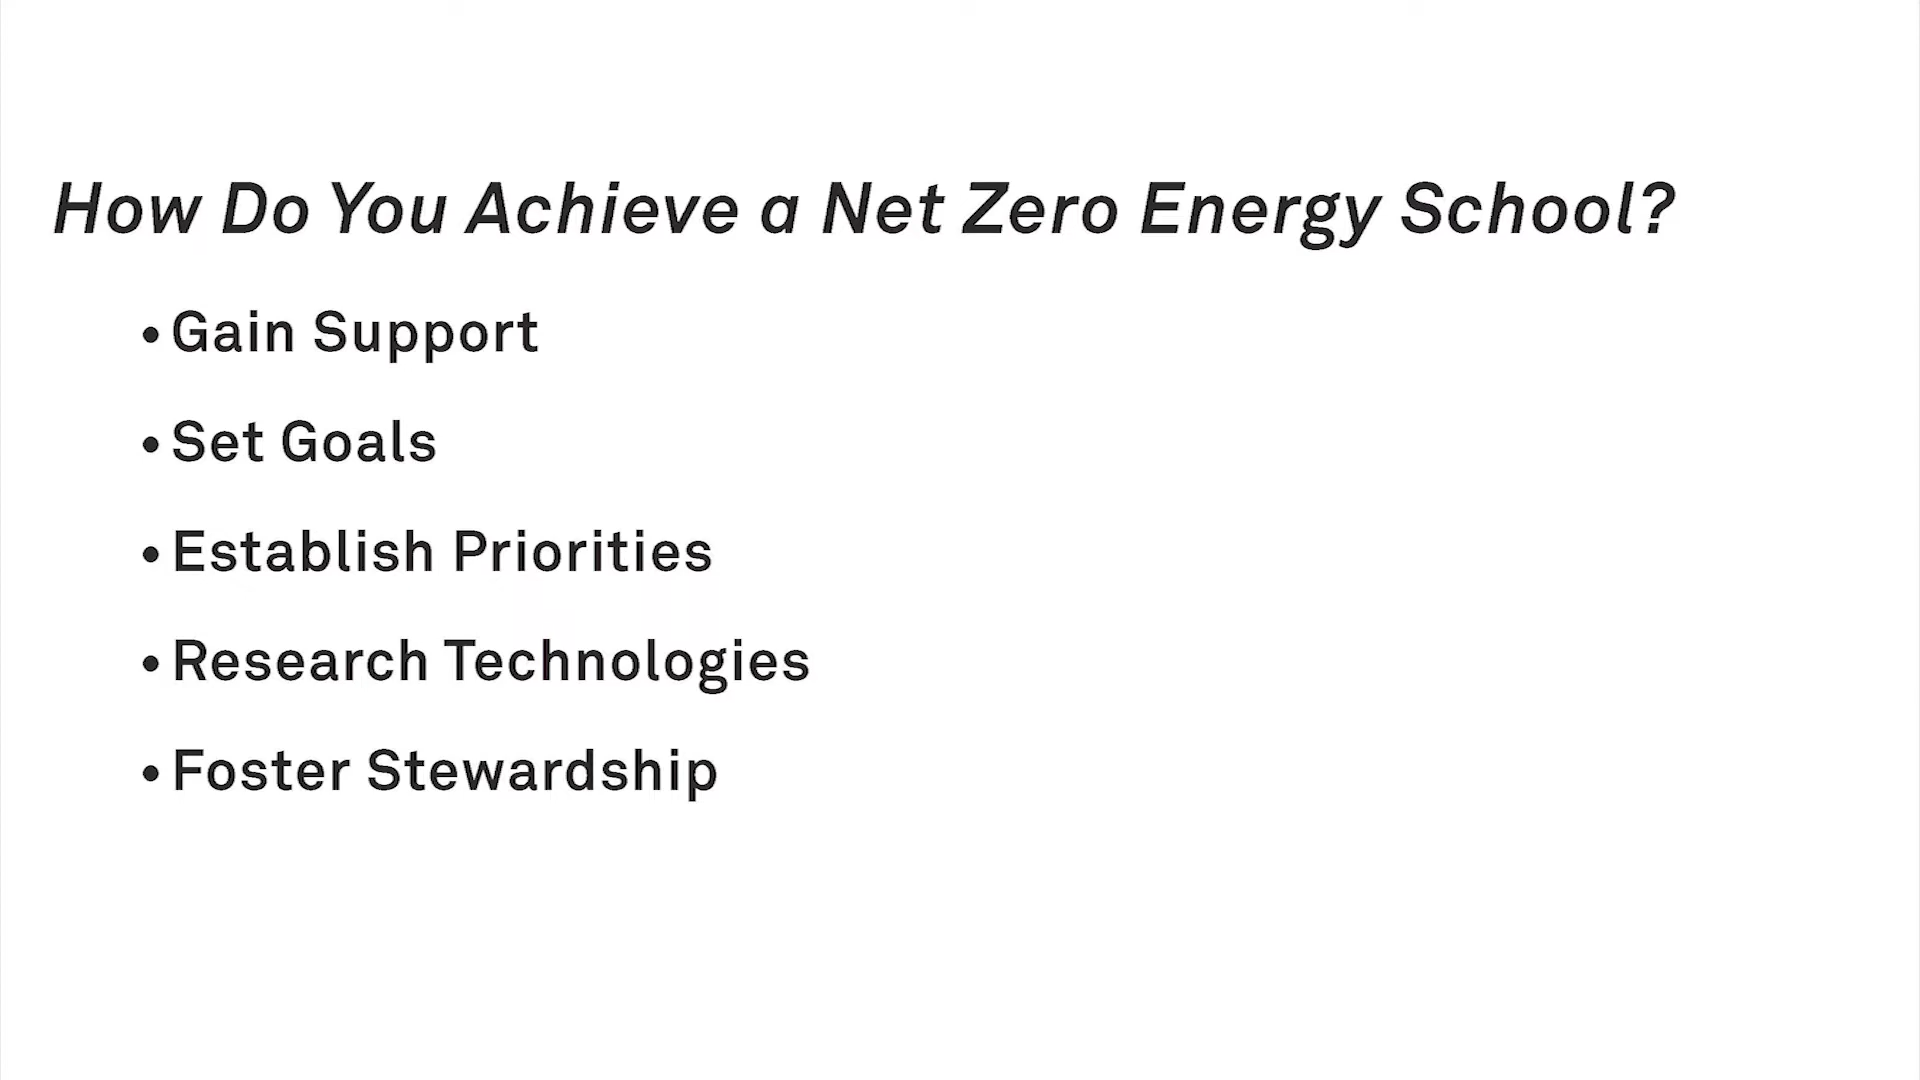 How Do You Achieve a Net Zero Energy School?
• Gain Support
• Set Goals
• Establish Priorities
• Research Technologies
• Foster Stewardship